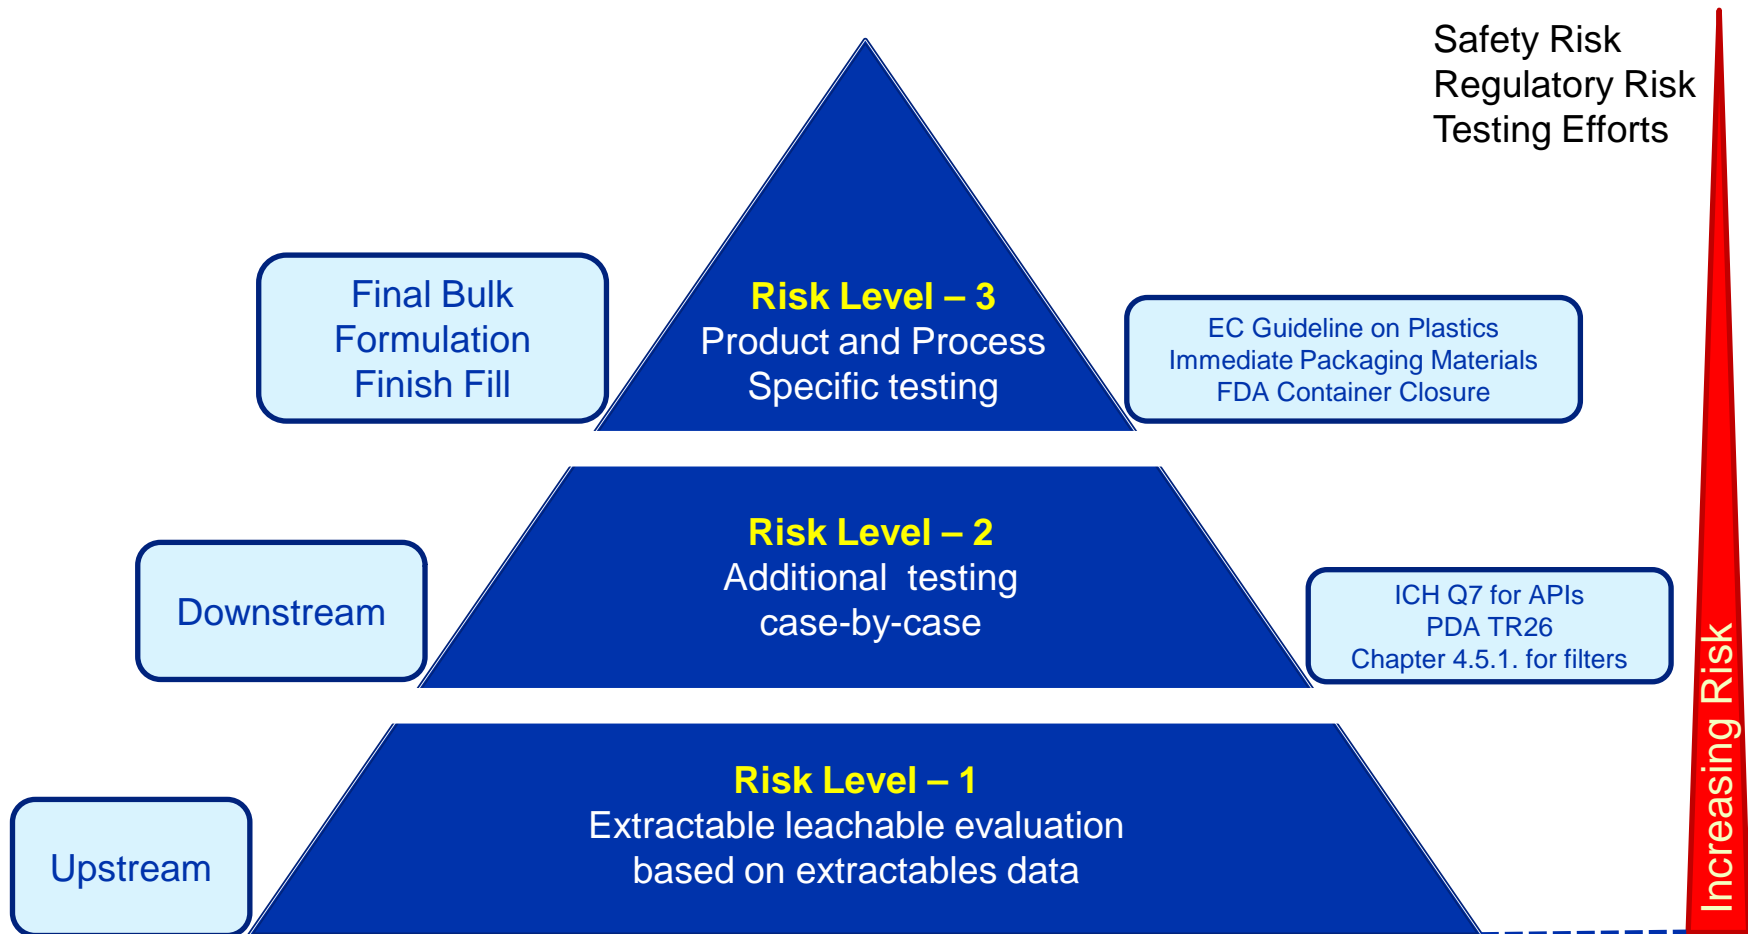 Safety Risk
Regulatory Risk
Testing Efforts
Final Bulk
Formulation
Finish Fill
Risk Level – 3
Product and Process
Specific testing
EC Guideline on Plastics
Immediate Packaging Materials
FDA Container Closure
Downstream
Risk Level – 2
Additional testing
case-by-case
ICH Q7 for APIs
PDA TR26
Chapter 4.5.1. for filters
Upstream
Risk Level – 1
Extractable leachable evaluation
based on extractables data
Increasing Risk